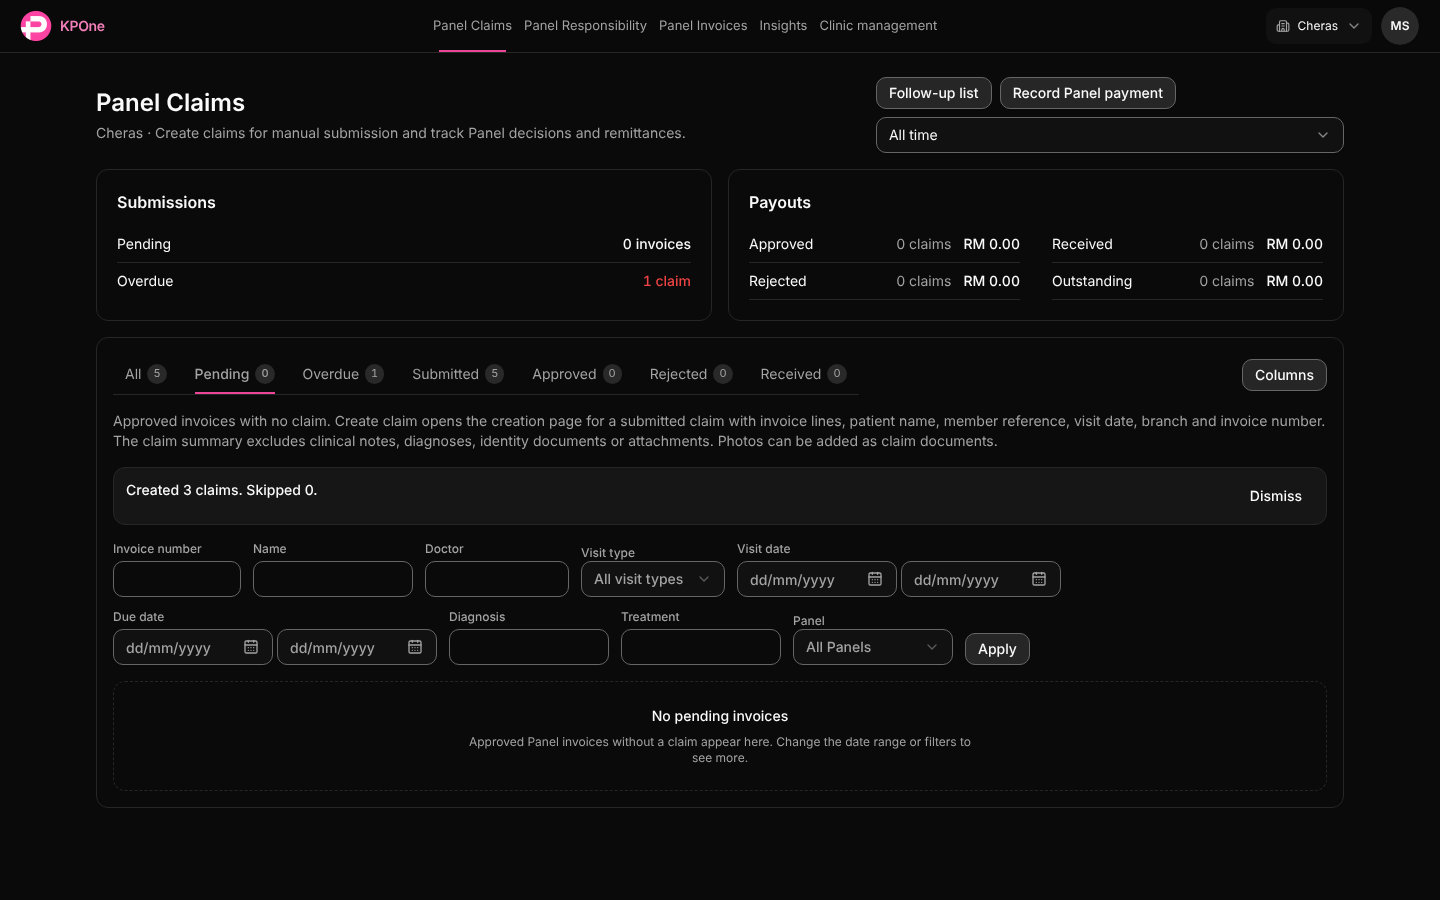 KPOne
Panel Claims Panel Responsibility Panel Invoices Insights Clinic management
Cheras
MS
Panel Claims
Cheras · Create claims for manual submission and track Panel decisions and remittances.
Follow-up list Record Panel payment
All time
Submissions
Pending 0 invoices
Overdue 1 claim
Payouts
Approved 0 claims RM 0.00 Received 0 claims RM 0.00
Rejected 0 claims RM 0.00 Outstanding 0 claims RM 0.00
All 5 Pending 0 Overdue 1 Submitted 5 Approved 0 Rejected 0 Received 0
Columns
Approved invoices with no claim. Create claim opens the creation page for a submitted claim with invoice lines, patient name, member reference, visit date, branch and invoice number.
The claim summary excludes clinical notes, diagnoses, identity documents or attachments. Photos can be added as claim documents.
Created 3 claims. Skipped 0.
Dismiss
Invoice number Name Doctor Visit type Visit date
All visit types dd/mm/yyyy dd/mm/yyyy
Due date Diagnosis Treatment Panel
dd/mm/yyyy dd/mm/yyyy All Panels Apply
No pending invoices
Approved Panel invoices without a claim appear here. Change the date range or filters to
see more.